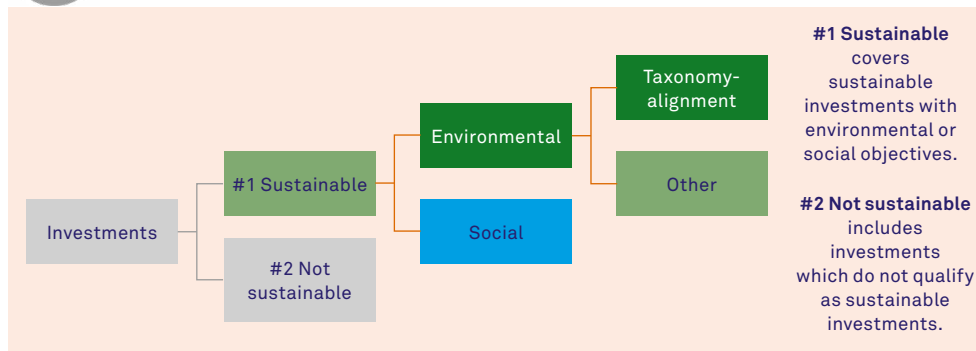 Investments
#1 Sustainable
#2 Not
sustainable
Environmental
Social
Taxonomy-
alignment
Other
#1 Sustainable
covers
sustainable
investments with
environmental or
social objectives.
#2 Not sustainable
includes
investments
which do not qualify
as sustainable
investments.